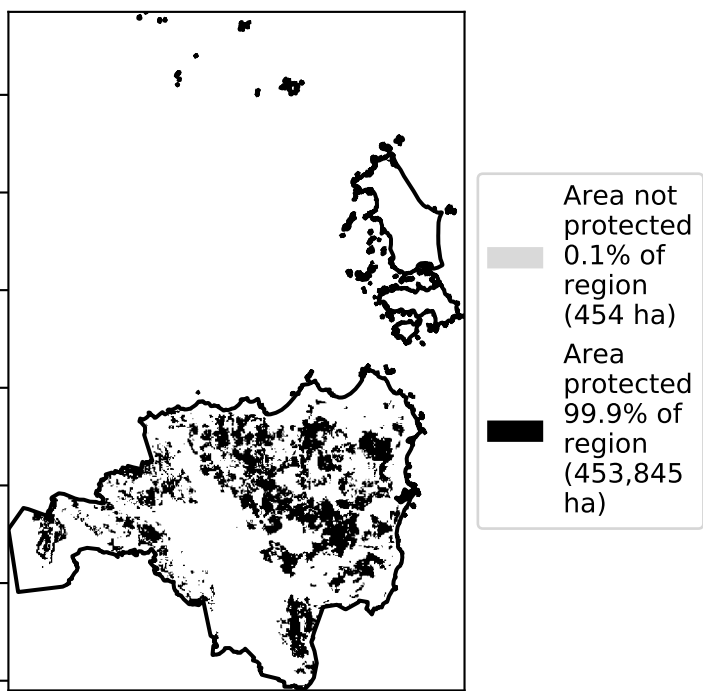 Area not
protected
0.1% of
region
(454 ha)
Area
protected
99.9% of
region
(453,845
ha)